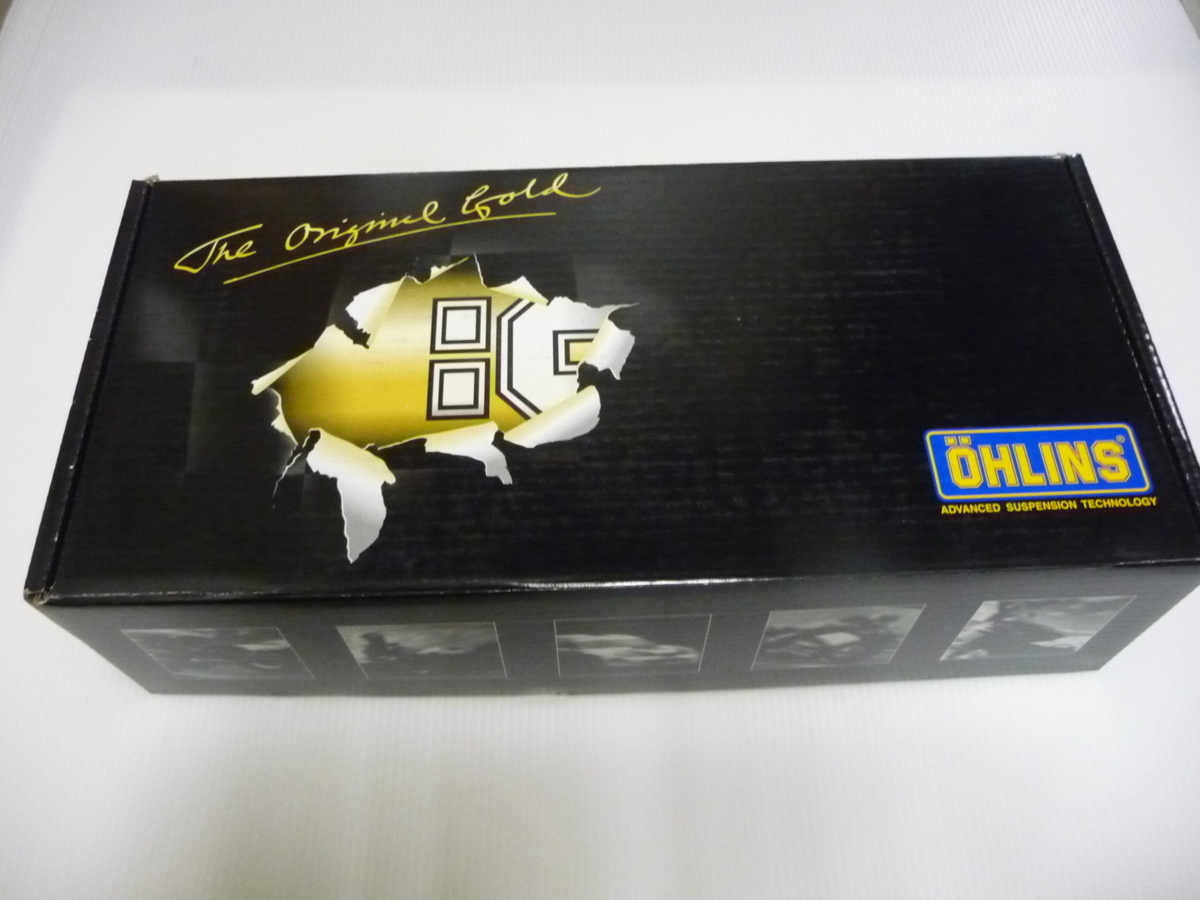 The Original Gold
ÖHLINS®
ADVANCED SUSPENSION TECHNOLOGY